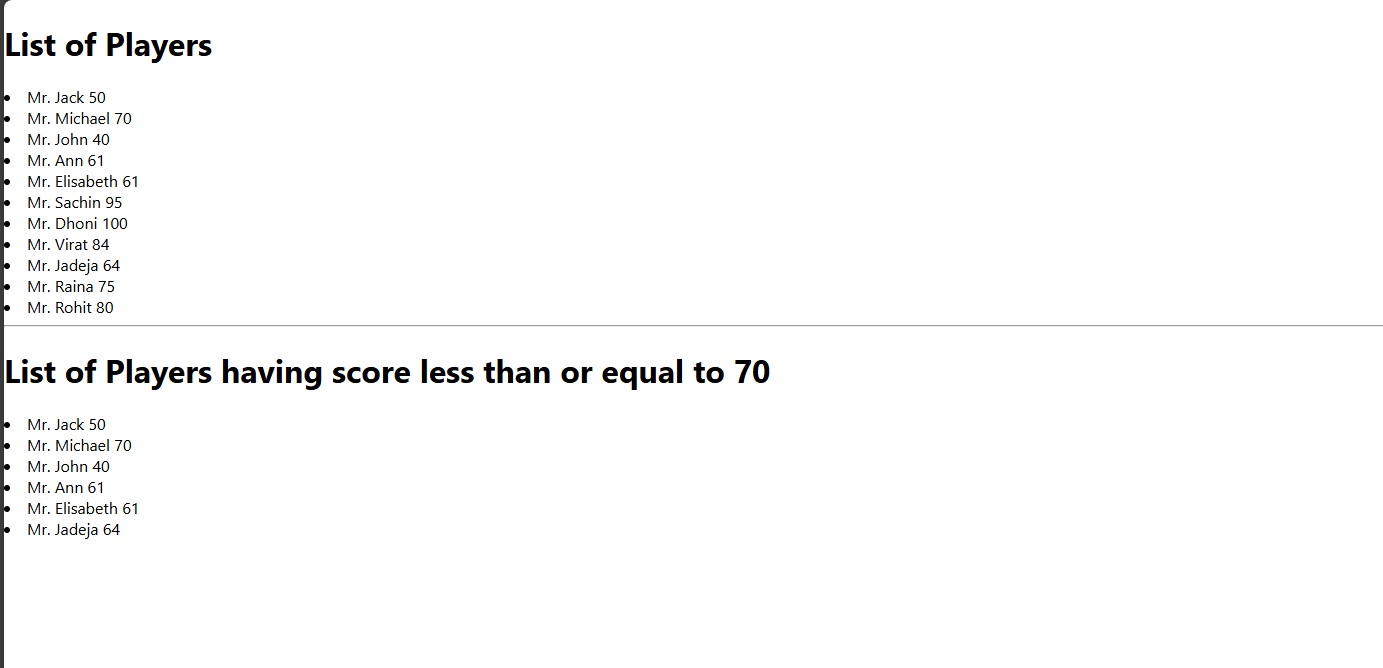 List of Players
Mr. Jack 50
Mr. Michael 70
Mr. John 40
Mr. Ann 61
Mr. Elisabeth 61
Mr. Sachin 95
Mr. Dhoni 100
Mr. Virat 84
Mr. Jadeja 64
Mr. Raina 75
Mr. Rohit 80
List of Players having score less than or equal to 70
Mr. Jack 50
Mr. Michael 70
Mr. John 40
Mr. Ann 61
Mr. Elisabeth 61
Mr. Jadeja 64